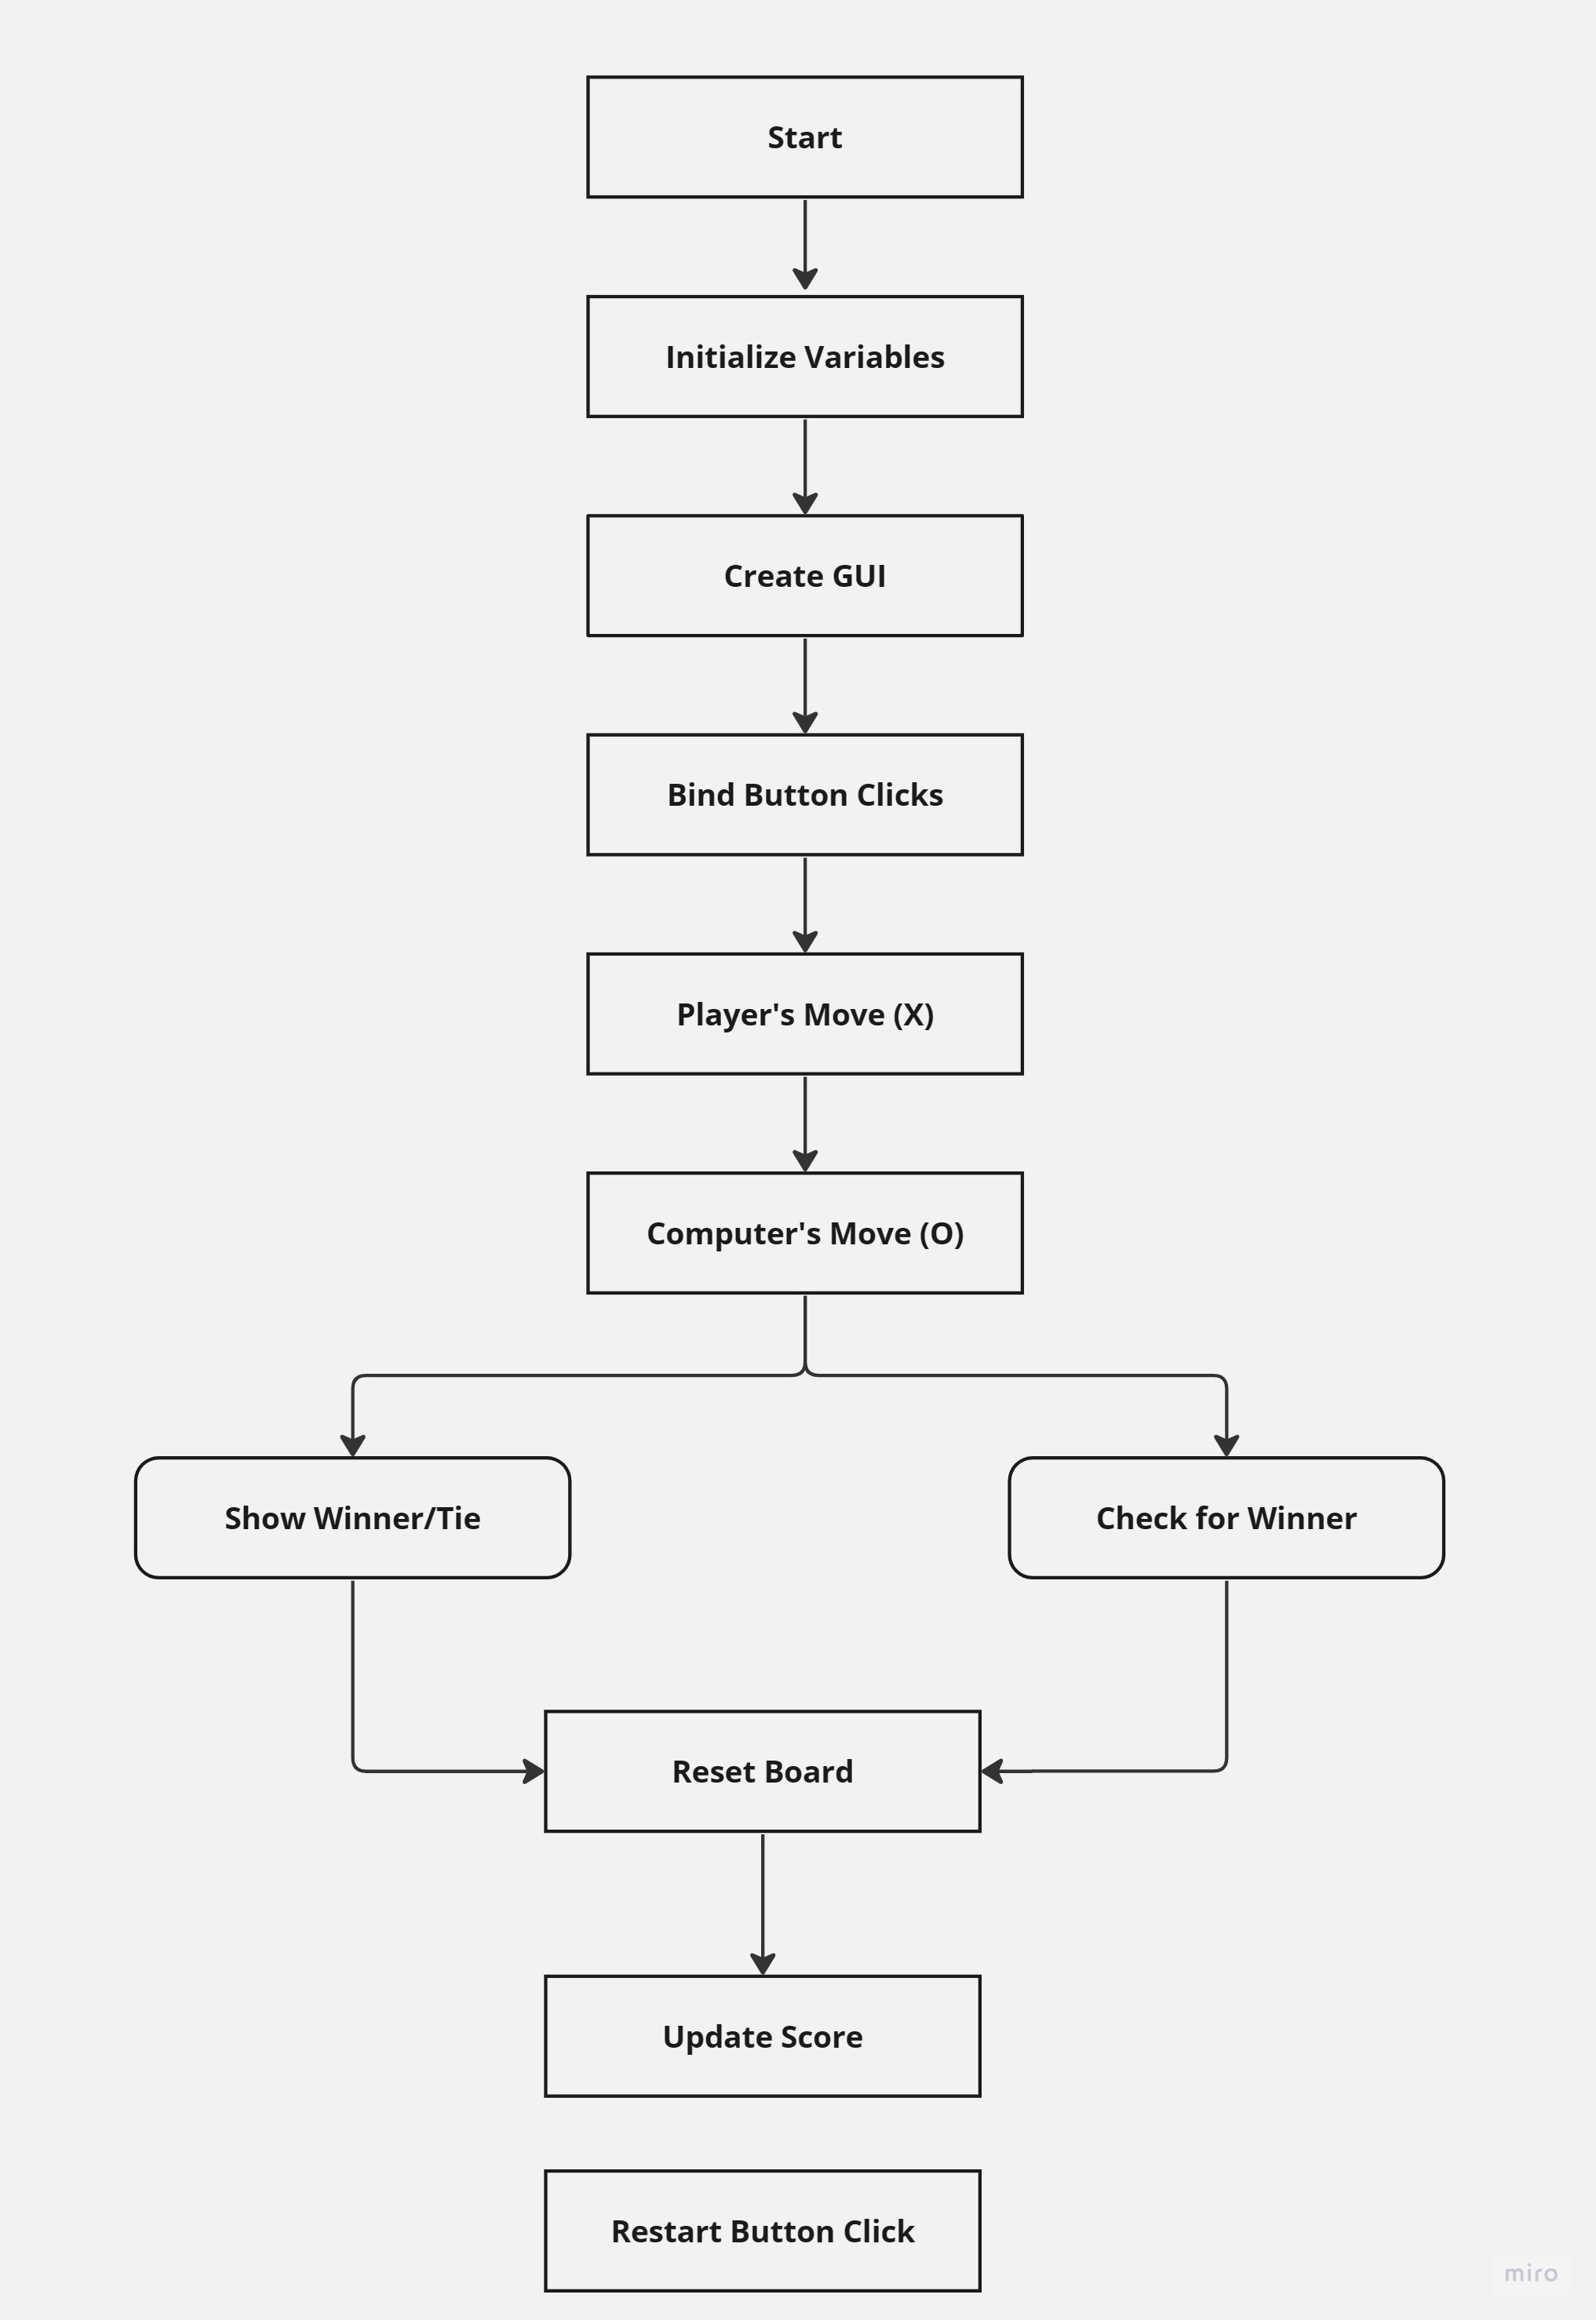 Start
Initialize Variables
Create GUI
Bind Button Clicks
Player's Move (X)
Computer's Move (O)
Show Winner/Tie
Check for Winner
Reset Board
Update Score
Restart Button Click
miro